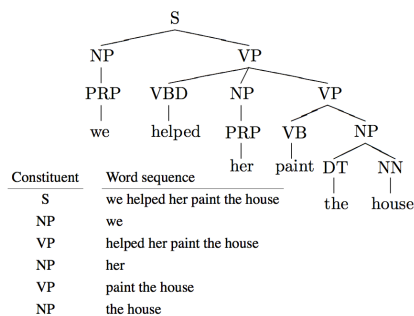 S
NP VP
PRP VBD NP VP
we helped PRP VB NP
her paint DT NN
the house
Constituent Word sequence
S we helped her paint the house
NP we
VP helped her paint the house
NP her
VP paint the house
NP the house